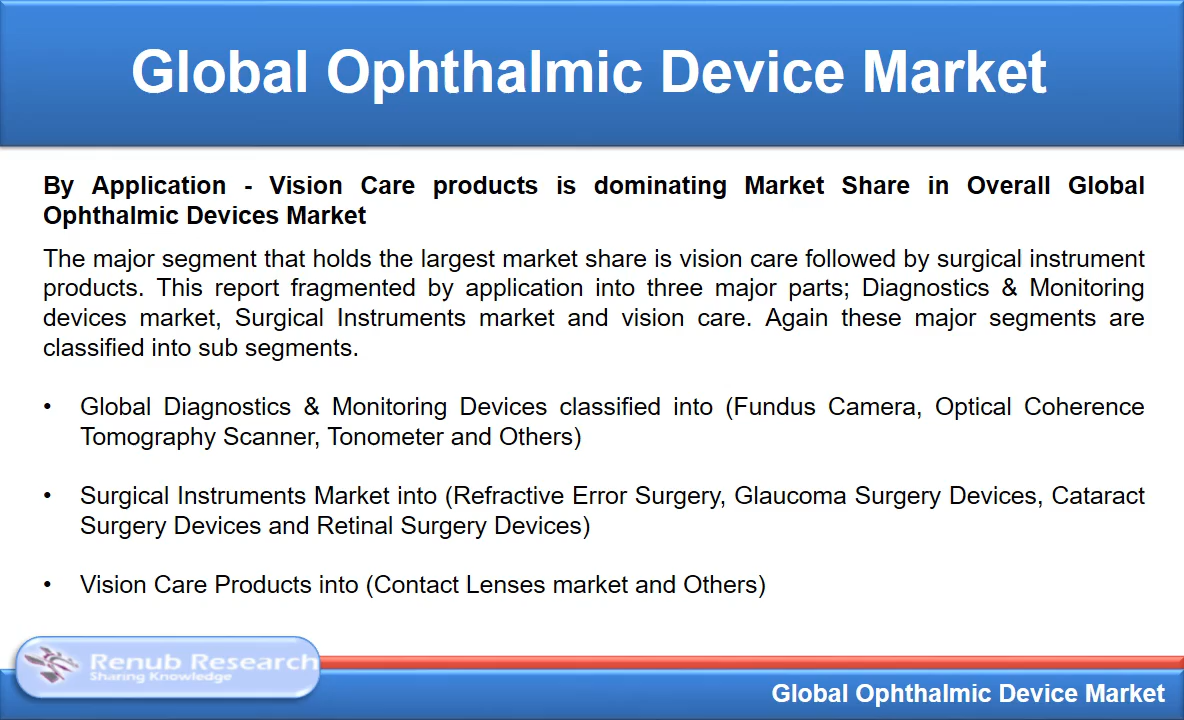 Global Ophthalmic Device Market
By Application - Vision Care products is dominating Market Share in Overall Global
Ophthalmic Devices Market
The major segment that holds the largest market share is vision care followed by surgical instrument
products. This report fragmented by application into three major parts; Diagnostics & Monitoring
devices market, Surgical Instruments market and vision care. Again these major segments are
classified into sub segments.
• Global Diagnostics & Monitoring Devices classified into (Fundus Camera, Optical Coherence
Tomography Scanner, Tonometer and Others)
• Surgical Instruments Market into (Refractive Error Surgery, Glaucoma Surgery Devices, Cataract
Surgery Devices and Retinal Surgery Devices)
• Vision Care Products into (Contact Lenses market and Others)
Renub Research
Sharing Knowledge
Global Ophthalmic Device Market